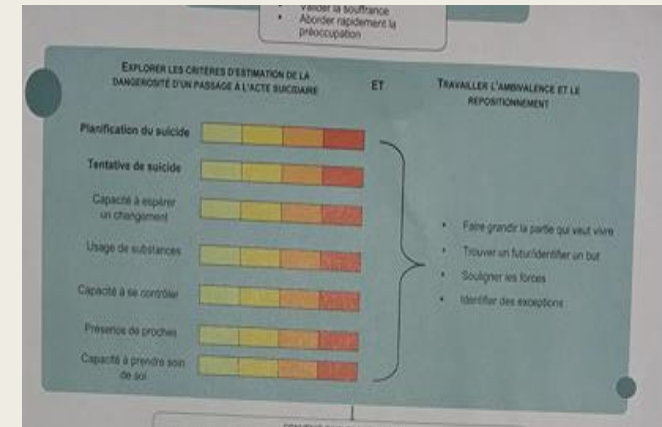 • Valider la souffrance
• Aborder rapidement la
préoccupation
EXPLORER LES CRITÈRES D'ESTIMATION DE LA
DANGEROSITÉ D'UN PASSAGE À L'ACTE SUICIDAIRE
ET
TRAVAILLER L'AMBIVALENCE ET LE
REPOSITIONNEMENT
Planification du suicide
Tentative de suicide
Capacité à espérer
un changement
Usage de substances
Capacité à se contrôler
Présence de proches
Capacité à prendre soin
de soi
• Faire grandir la partie qui veut vivre
• Trouver un futur/identifier un but
• Souligner les forces
• Identifier des exceptions